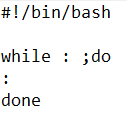 #!/bin/bash
while : ;do
:
done